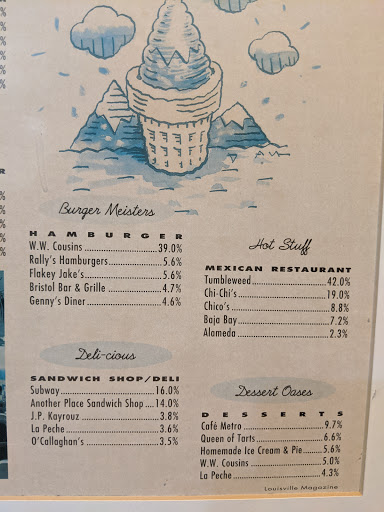 Burger Meisters
HAMBURGER
W.W. Cousins 39.0%
Rally's Hamburgers 5.6%
Flakey Jake's 5.6%
Bristol Bar & Grille 4.7%
Genny's Diner 4.6%
Deli-cious
SANDWICH SHOP/DELI
Subway 16.0%
Another Place Sandwich Shop 14.0%
J.P. Kayrouz 3.8%
La Peche 3.6%
O'Callaghan's 3.5%
Hot Stuff
MEXICAN RESTAURANT
Tumbleweed 42.0%
Chi-Chi's 19.0%
Chico's 8.8%
Baja Bay 7.2%
Alameda 2.3%
Dessert Oases
DESSERTS
Café Metro 9.7%
Queen of Tarts 6.6%
Homemade Ice Cream & Pie 5.6%
W.W. Cousins 5.0%
La Peche 4.3%
Louisville Magazine